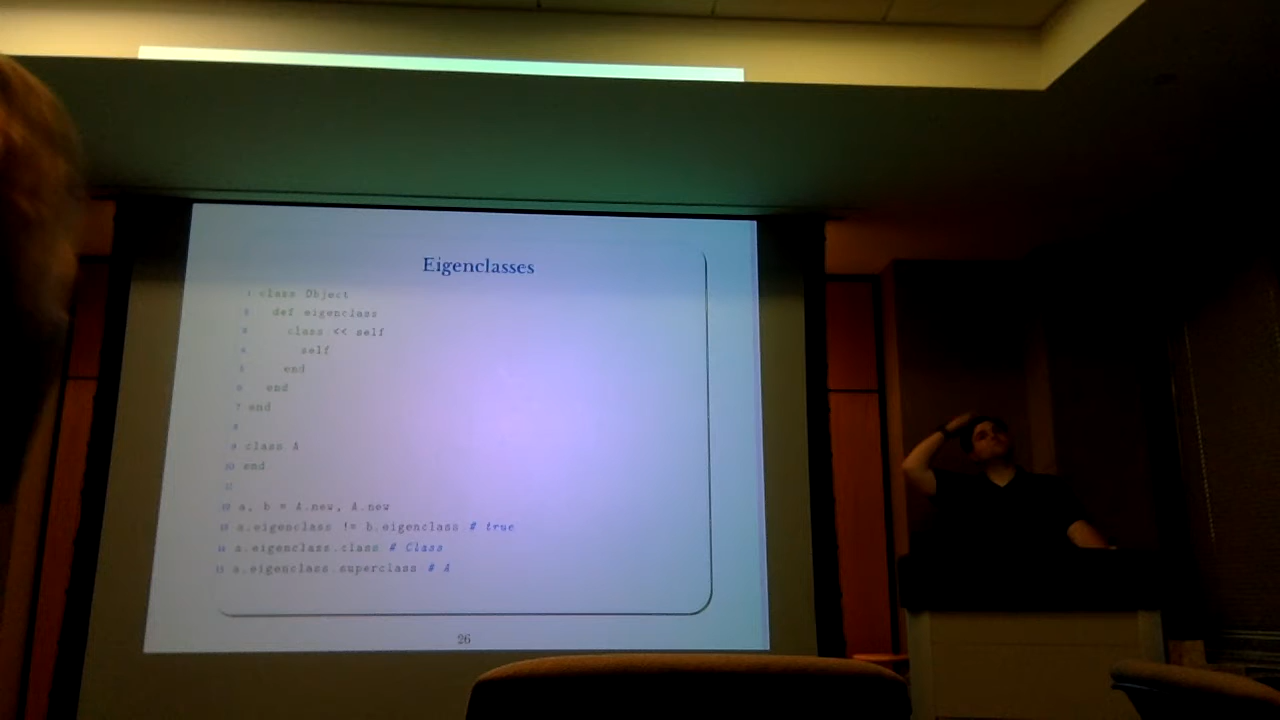 Eigenclasses
1 class Object
2 def eigenclass
3 class << self
4 self
5 end
6 end
7 end
8
9 class A
10 end
11
12 a, b = A.new, A.new
13 a.eigenclass != b.eigenclass # true
14 a.eigenclass.class # Class
15 a.eigenclass.superclass # A
26